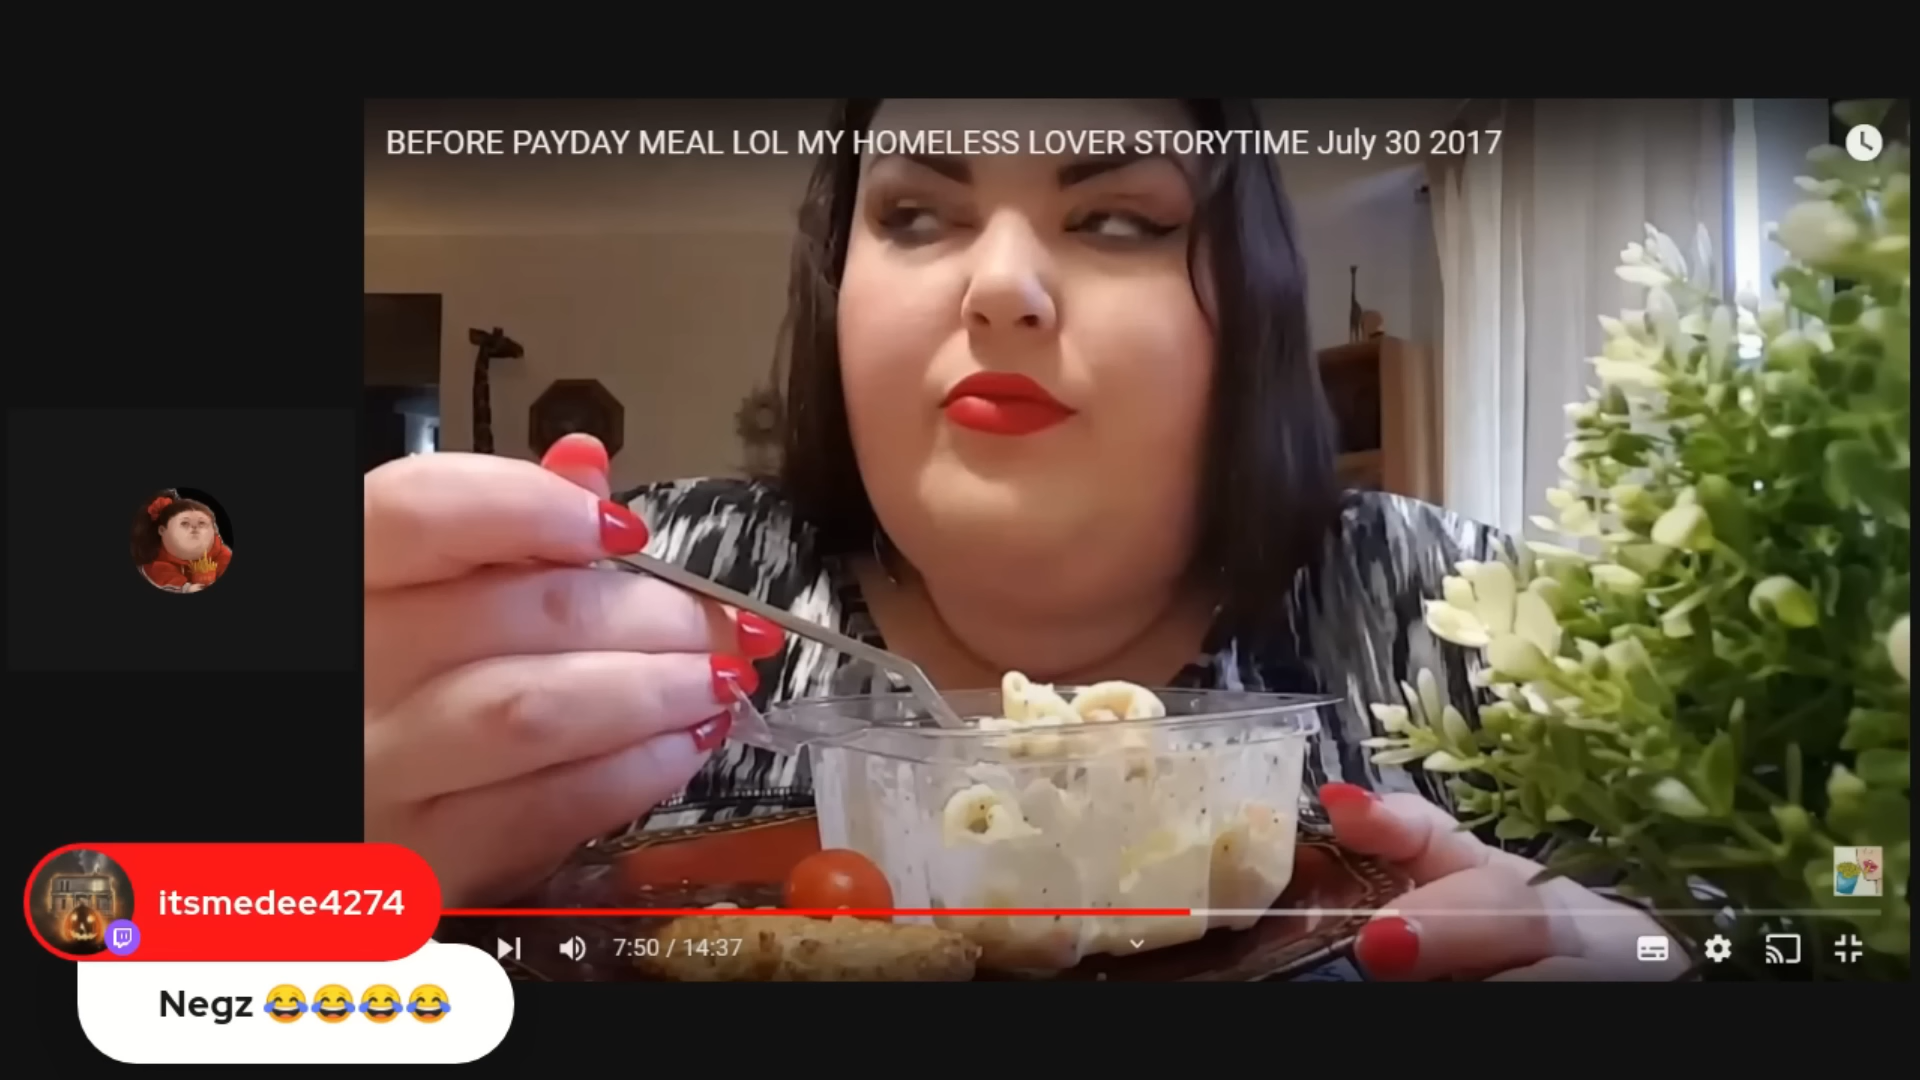 BEFORE PAYDAY MEAL LOL MY HOMELESS LOVER STORYTIME July 30 2017
itsmedee4274
Negz 😂😂😂😂
7:50 / 14:37